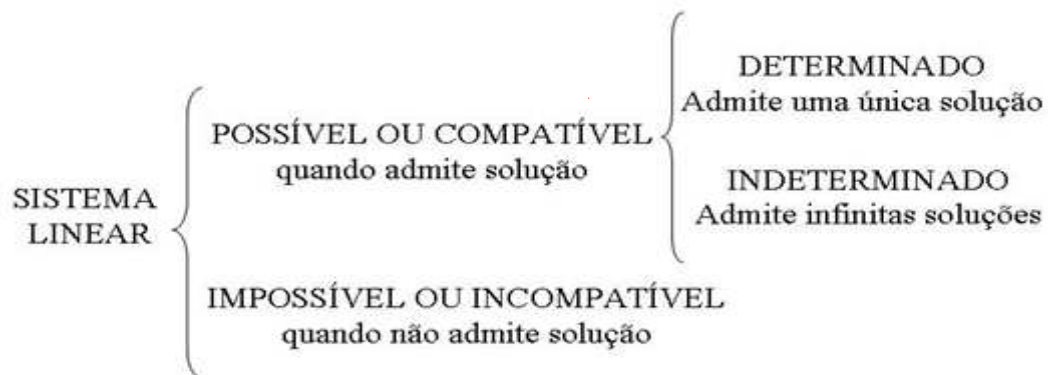 SISTEMA
LINEAR
POSSÍVEL OU COMPATÍVEL
quando admite solução
DETERMINADO
Admite uma única solução
INDETERMINADO
Admite infinitas soluções
IMPOSSÍVEL OU INCOMPATÍVEL
quando não admite solução